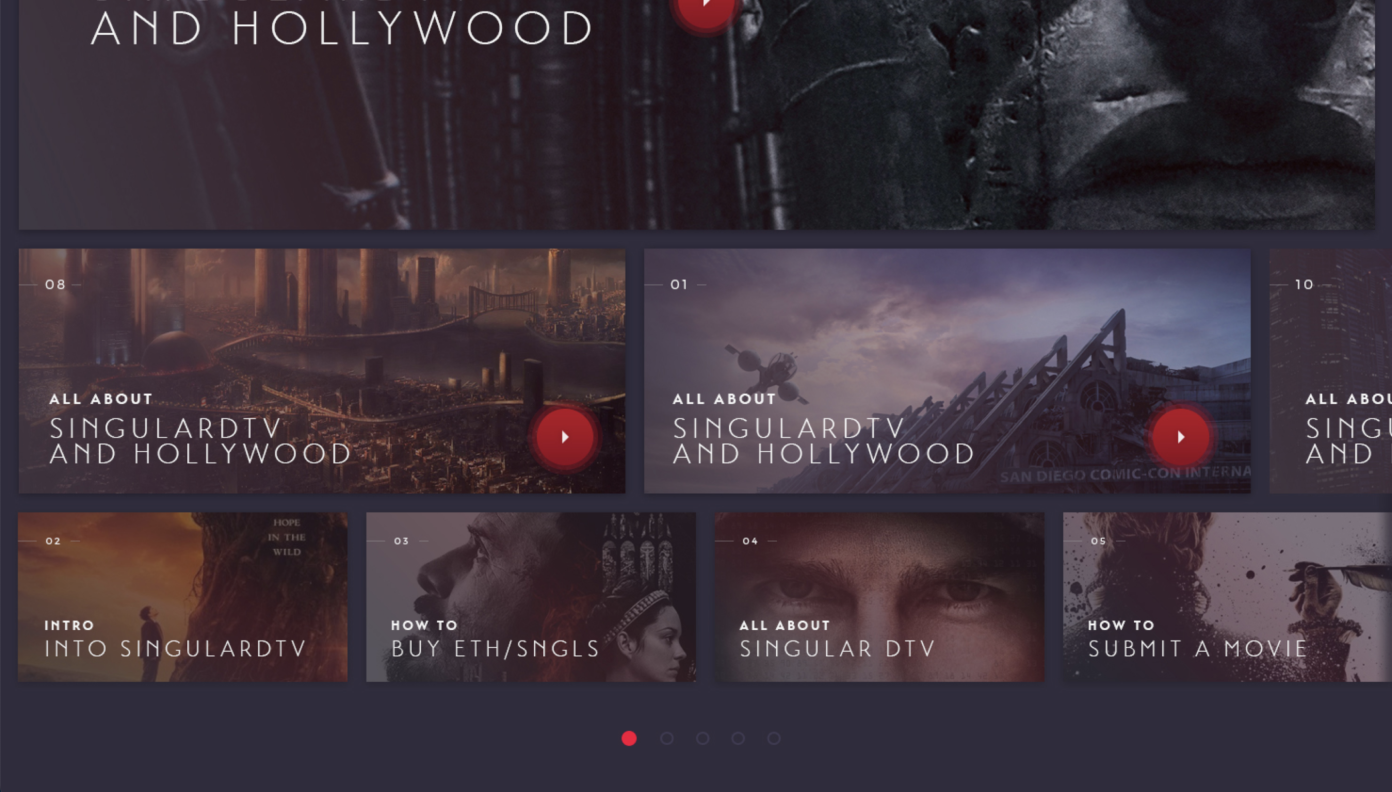 AND HOLLYWOOD
08
ALL ABOUT
SINGULARDTV
AND HOLLYWOOD
01
ALL ABOUT
SINGULARDTV
AND HOLLYWOOD
SAN DIEGO COMIC-CON INTERNA
10
ALL ABOU
SING
AND
02
HOPE
IN THE
WILD
INTRO
INTO SINGULARDTV
03
HOW TO
BUY ETH/SNGLS
04
ALL ABOUT
SINGULAR DTV
05
HOW TO
SUBMIT A MOVIE